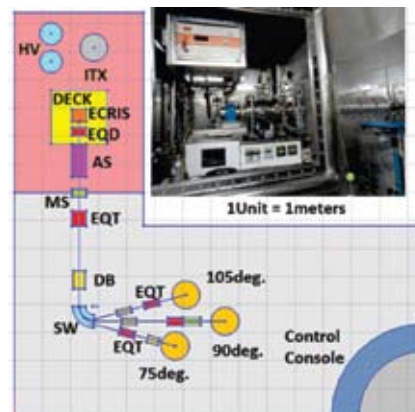 HV
ITX
DECK
ECRIS
EQD
AS
MS
EQT
1Unit = 1meters
DB
SW
EQT
105deg.
90deg.
EQT
75deg.
Control
Console